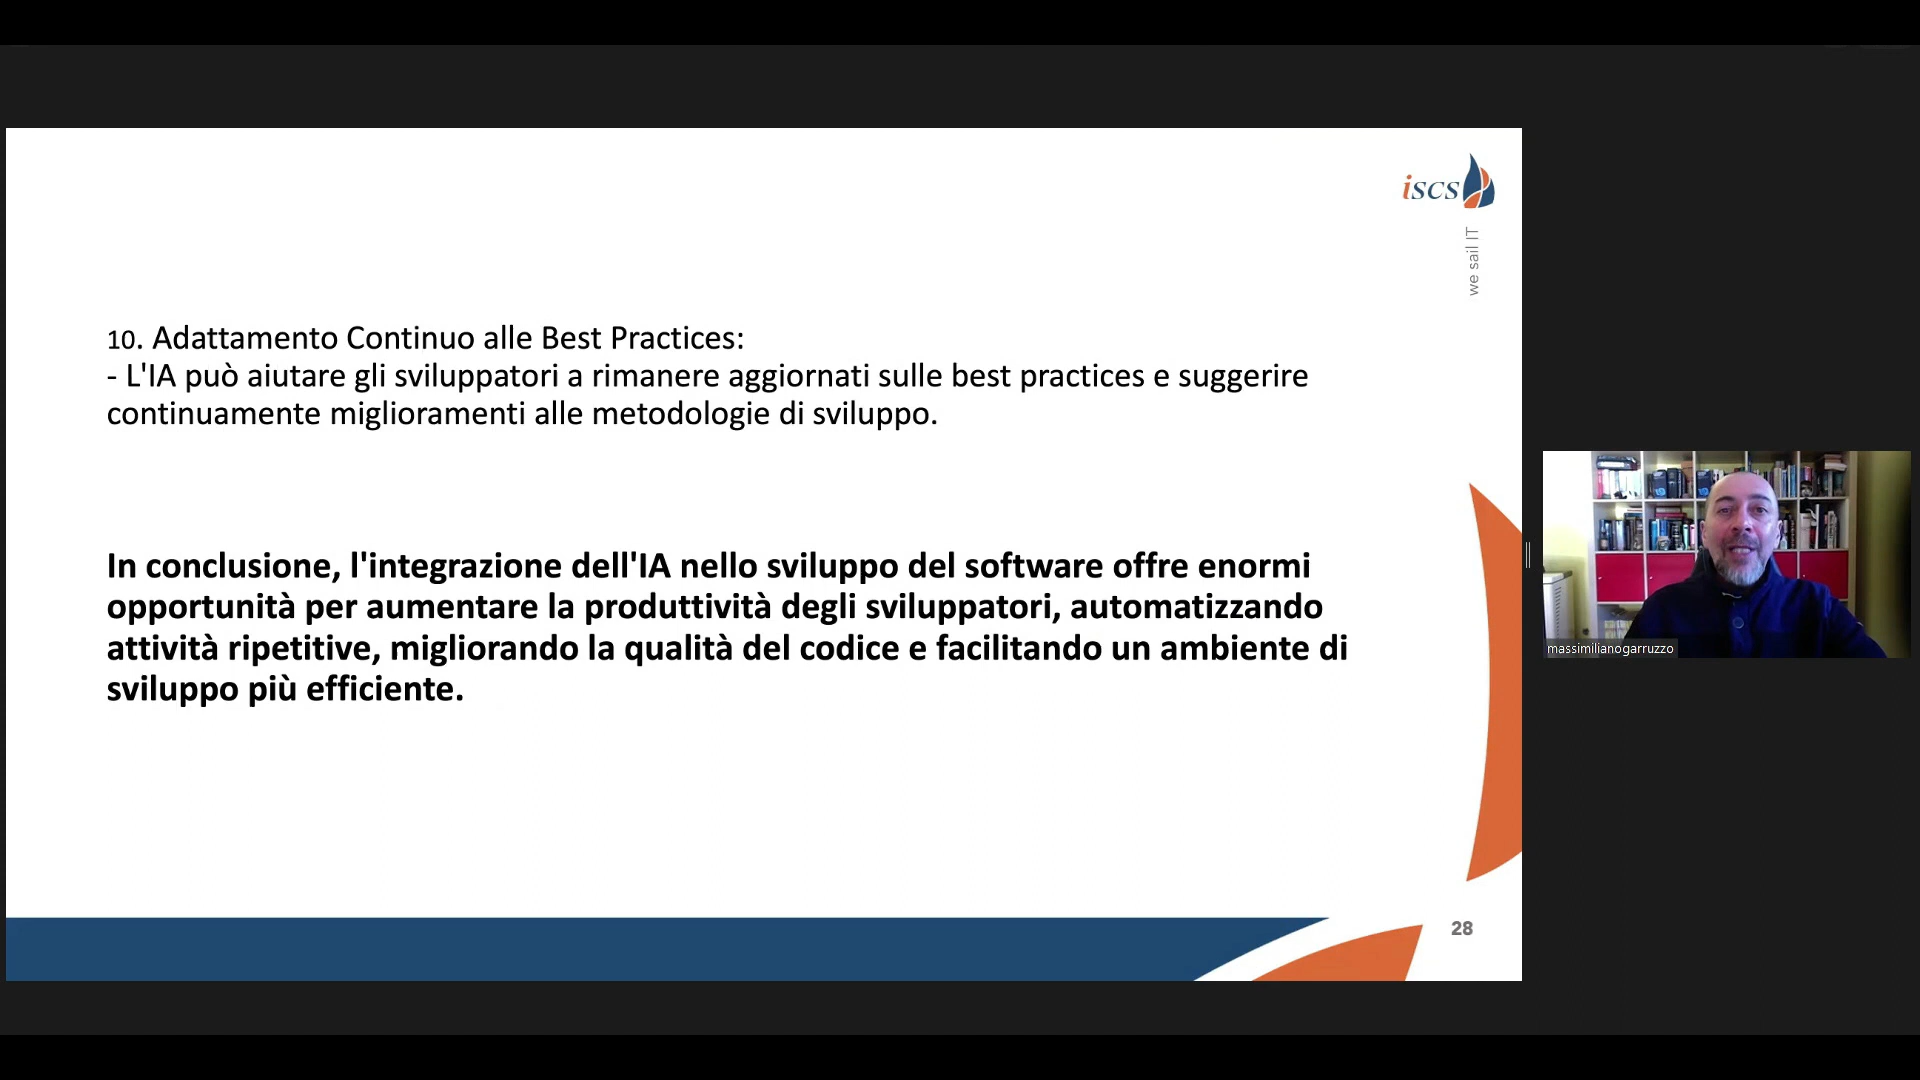 iscs
we sail IT
10. Adattamento Continuo alle Best Practices:
- L'IA può aiutare gli sviluppatori a rimanere aggiornati sulle best practices e suggerire
continuamente miglioramenti alle metodologie di sviluppo.
In conclusione, l'integrazione dell'IA nello sviluppo del software offre enormi
opportunità per aumentare la produttività degli sviluppatori, automatizzando
attività ripetitive, migliorando la qualità del codice e facilitando un ambiente di
sviluppo più efficiente.
massimilianogarruzzo
28